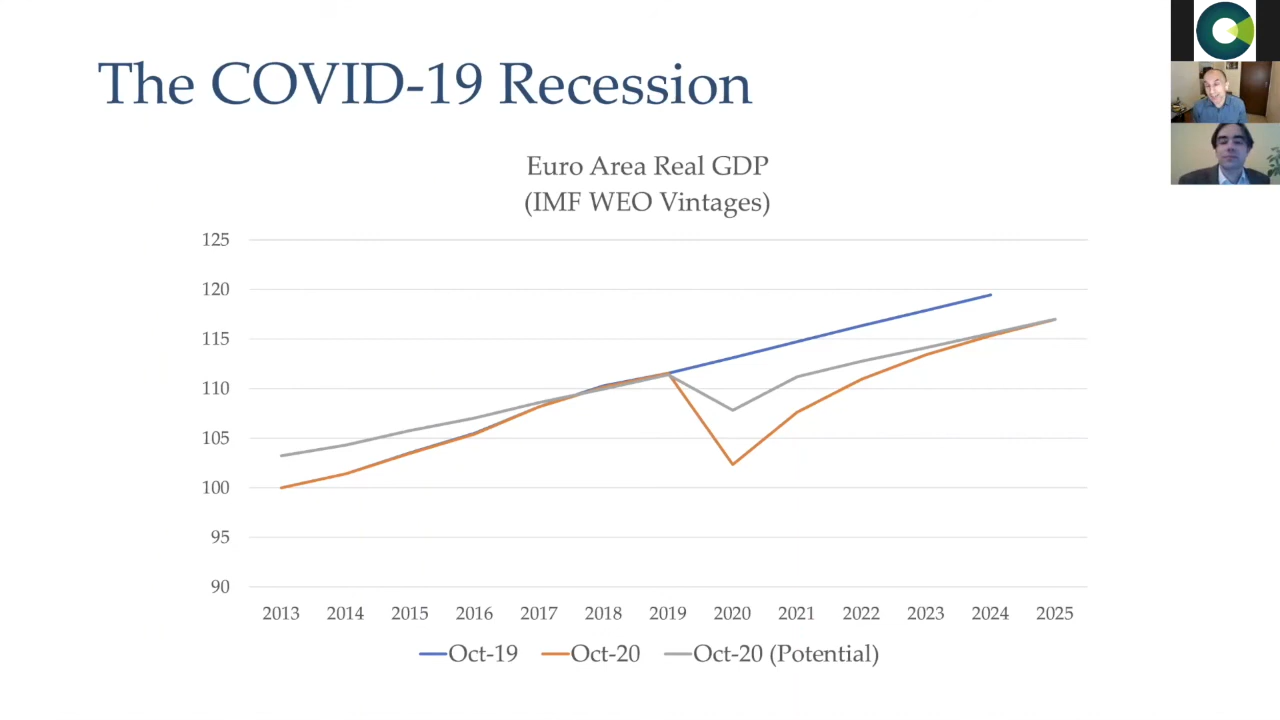 The COVID-19 Recession
Euro Area Real GDP
(IMF WEO Vintages)
125
120
115
110
105
100
95
90
2013 2014 2015 2016 2017 2018 2019 2020 2021 2022 2023 2024 2025
Oct-19 Oct-20 Oct-20 (Potential)